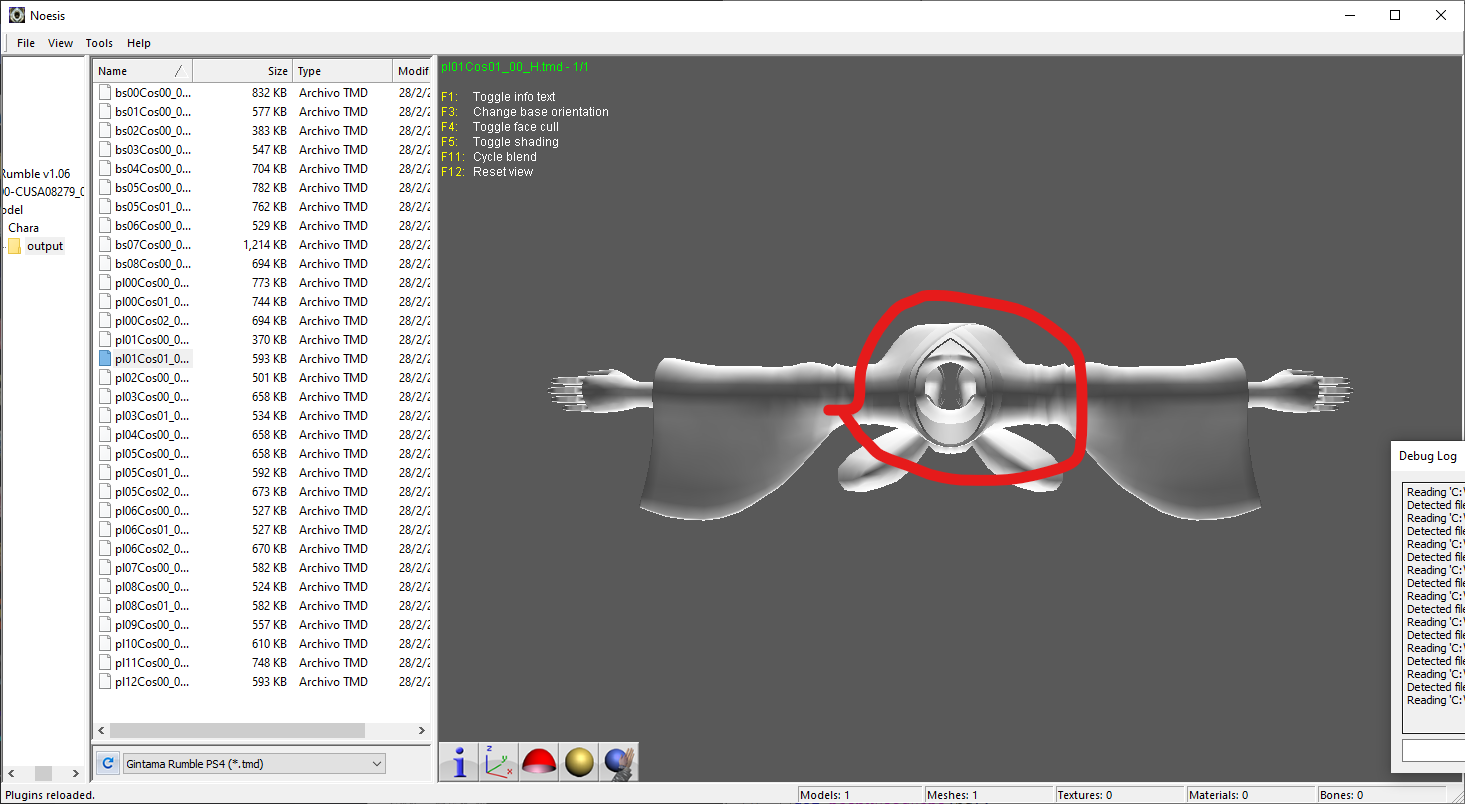 Noesis
File View Tools Help
Rumble v1.06
00-CUSA08279_0
odel
Chara
output
Name Size Type Modif
bs00Cos00_0... 832 KB Archivo TMD 28/2/2
bs01Cos00_0... 577 KB Archivo TMD 28/2/2
bs02Cos00_0... 383 KB Archivo TMD 28/2/2
bs03Cos00_0... 547 KB Archivo TMD 28/2/2
bs04Cos00_0... 704 KB Archivo TMD 28/2/2
bs05Cos00_0... 782 KB Archivo TMD 28/2/2
bs05Cos01_0... 762 KB Archivo TMD 28/2/2
bs06Cos00_0... 529 KB Archivo TMD 28/2/2
bs07Cos00_0... 1,214 KB Archivo TMD 28/2/2
bs08Cos00_0... 694 KB Archivo TMD 28/2/2
pl00Cos00_0... 773 KB Archivo TMD 28/2/2
pl00Cos01_0... 744 KB Archivo TMD 28/2/2
pl00Cos02_0... 694 KB Archivo TMD 28/2/2
pl01Cos00_0... 370 KB Archivo TMD 28/2/2
pl01Cos01_0... 593 KB Archivo TMD 28/2/2
pl02Cos00_0... 501 KB Archivo TMD 28/2/2
pl03Cos00_0... 658 KB Archivo TMD 28/2/2
pl03Cos01_0... 534 KB Archivo TMD 28/2/2
pl04Cos00_0... 658 KB Archivo TMD 28/2/2
pl05Cos00_0... 658 KB Archivo TMD 28/2/2
pl05Cos01_0... 592 KB Archivo TMD 28/2/2
pl05Cos02_0... 673 KB Archivo TMD 28/2/2
pl06Cos00_0... 527 KB Archivo TMD 28/2/2
pl06Cos01_0... 527 KB Archivo TMD 28/2/2
pl06Cos02_0... 670 KB Archivo TMD 28/2/2
pl07Cos00_0... 582 KB Archivo TMD 28/2/2
pl08Cos00_0... 524 KB Archivo TMD 28/2/2
pl08Cos01_0... 582 KB Archivo TMD 28/2/2
pl09Cos00_0... 557 KB Archivo TMD 28/2/2
pl10Cos00_0... 610 KB Archivo TMD 28/2/2
pl11Cos00_0... 748 KB Archivo TMD 28/2/2
pl12Cos00_0... 593 KB Archivo TMD 28/2/2
Gintama Rumble PS4 (*.tmd)
pl01Cos01_00_H.tmd - 1/1
F1: Toggle info text
F3: Change base orientation
F4: Toggle face cull
F5: Toggle shading
F11: Cycle blend
F12: Reset view
z
y
x
Debug Log
Reading 'C:\
Detected file
Reading 'C:\
Detected file
Reading 'C:\
Detected file
Reading 'C:\
Detected file
Reading 'C:\
Detected file
Reading 'C:\
Detected file
Reading 'C:\
Detected file
Reading 'C:\
Detected file
Reading 'C:\
Plugins reloaded. Models: 1 Meshes: 1 Textures: 0 Materials: 0 Bones: 0